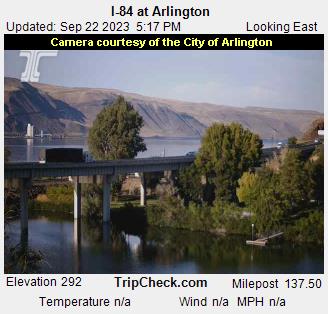 I-84 at Arlington
Updated: Sep 22 2023 5:17 PM Looking East
Camera courtesy of the City of Arlington
Elevation 292 TripCheck.com Milepost 137.50
Temperature n/a Wind n/a MPH n/a